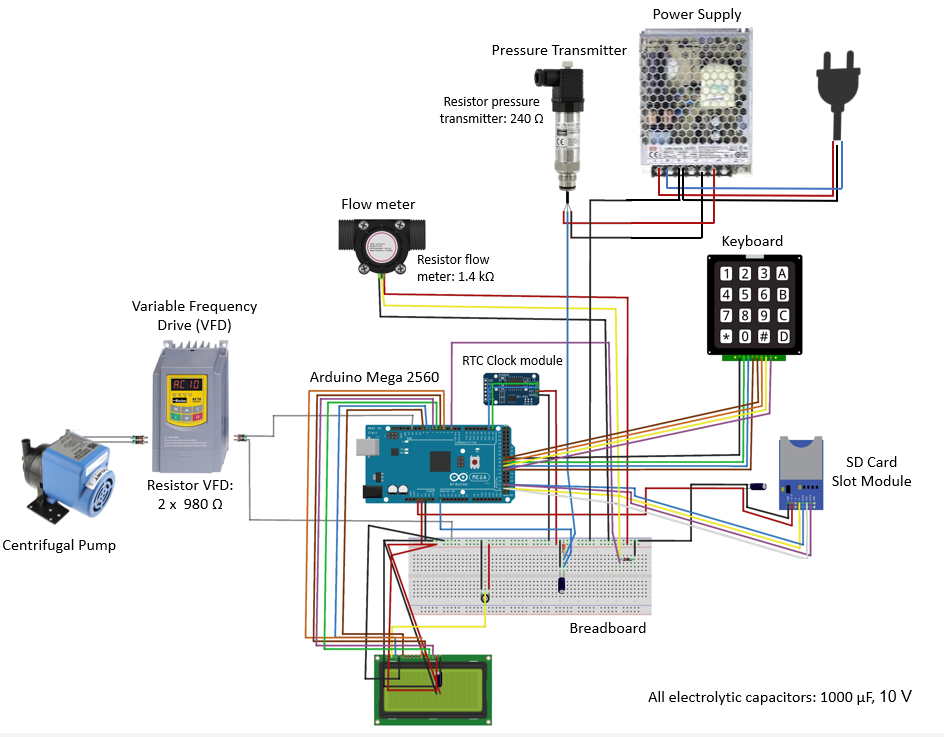 Power Supply
Pressure Transmitter
Resistor pressure
transmitter: 240 Ω
Flow meter
Resistor flow
meter: 1.4 kΩ
Keyboard
1 2 3 A
4 5 6 B
7 8 9 C
* 0 # D
Variable Frequency
Drive (VFD)
AC10
RTC Clock module
Arduino Mega 2560
MEGA
SD Card
Slot Module
Resistor VFD:
2 x 980 Ω
Centrifugal Pump
Breadboard
All electrolytic capacitors: 1000 µF, 10 V